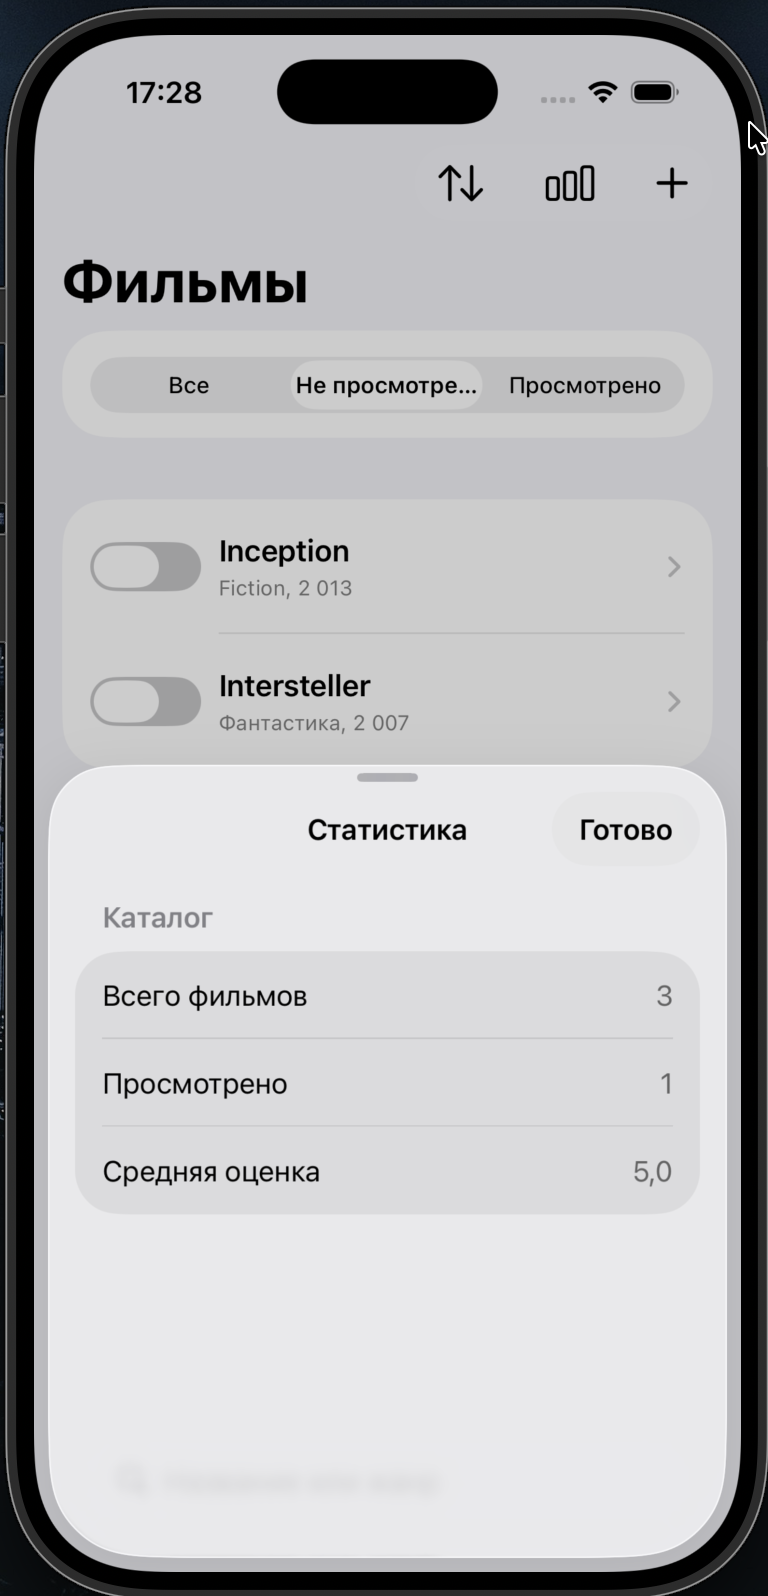 17:28
Фильмы
Все
Не просмотре...
Просмотрено
Inception
Fiction, 2 013
Intersteller
Фантастика, 2 007
Статистика
Готово
Каталог
Всего фильмов
3
Просмотрено
1
Средняя оценка
5,0